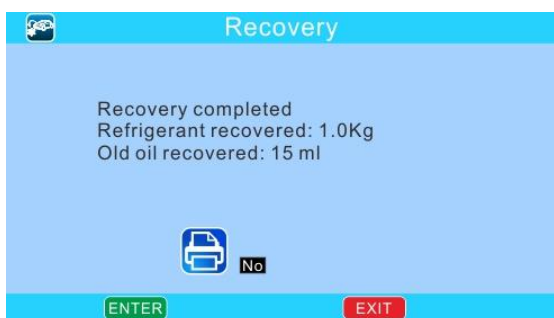 Recovery
Recovery completed
Refrigerant recovered: 1.0Kg
Old oil recovered: 15 ml
No
ENTER
EXIT